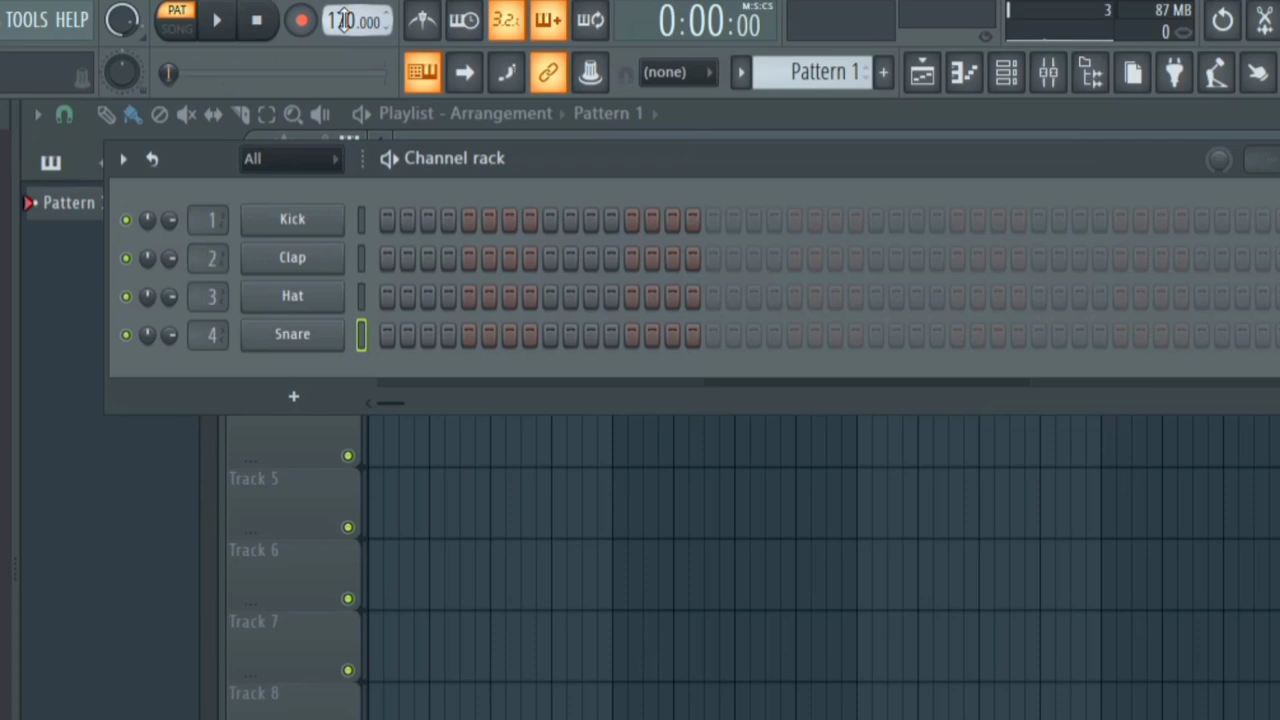 TOOLS HELP
PAT
SONG
3.2.
0:00:00
M:S:CS
3
87 MB
0
(none)
Pattern 1
+
Playlist - Arrangement › Pattern 1 ›
All
Channel rack
Pattern
1 Kick
2 Clap
3 Hat
4 Snare
+
Track 5
Track 6
Track 7
Track 8